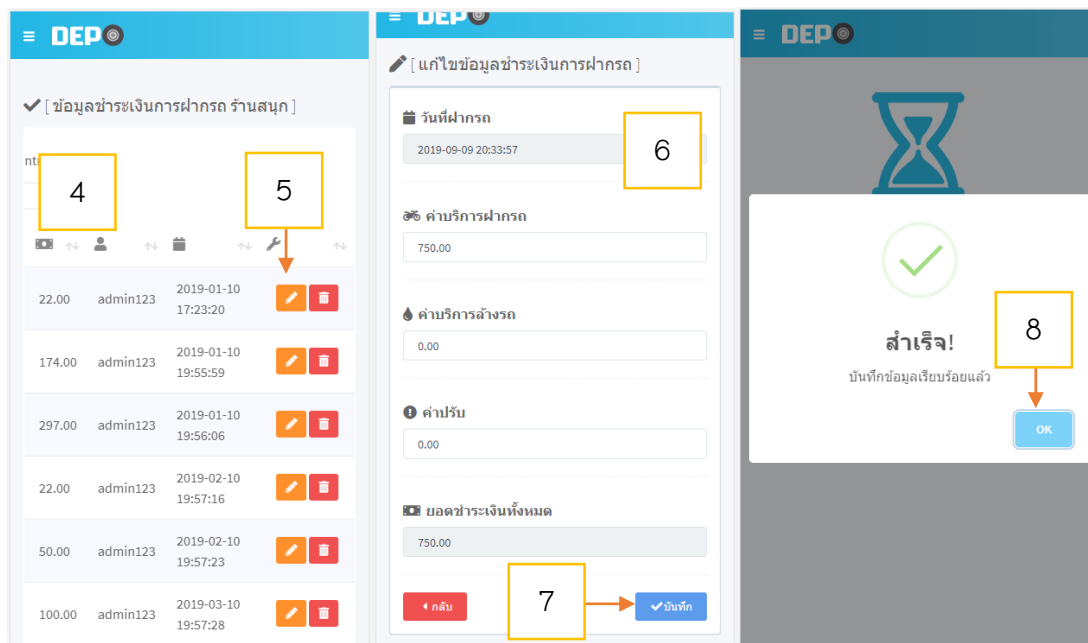 DEPO
[ ข้อมูลชำระเงินการฝากรถ ร้านสนุก ]
4
5
22.00 admin123 2019-01-10
17:23:20
174.00 admin123 2019-01-10
19:55:59
297.00 admin123 2019-01-10
19:56:06
22.00 admin123 2019-02-10
19:57:16
50.00 admin123 2019-02-10
19:57:23
100.00 admin123 2019-03-10
19:57:28
DEPO
[ แก้ไขข้อมูลชำระเงินการฝากรถ ]
วันที่ฝากรถ
2019-09-09 20:33:57
6
ค่าบริการฝากรถ
750.00
ค่าบริการล้างรถ
0.00
ค่าปรับ
0.00
ยอดชำระเงินทั้งหมด
750.00
กลับ
7
บันทึก
DEPO
สำเร็จ!
8
บันทึกข้อมูลเรียบร้อยแล้ว
OK